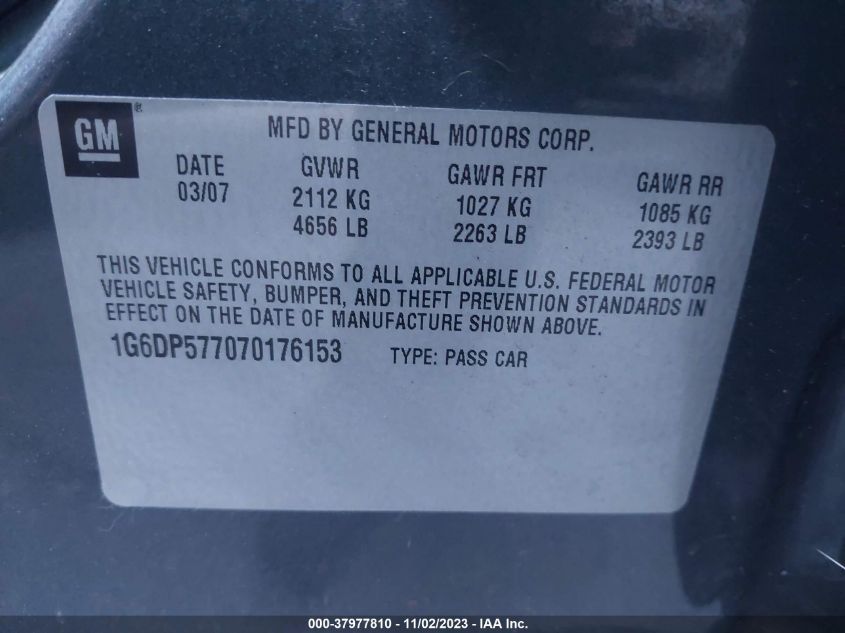 GM®
MFD BY GENERAL MOTORS CORP.
DATE GVWR GAWR FRT GAWR RR
03/07 2112 KG 1027 KG 1085 KG
4656 LB 2263 LB 2393 LB
THIS VEHICLE CONFORMS TO ALL APPLICABLE U.S. FEDERAL MOTOR
VEHICLE SAFETY, BUMPER, AND THEFT PREVENTION STANDARDS IN
EFFECT ON THE DATE OF MANUFACTURE SHOWN ABOVE.
1G6DP577070176153 TYPE: PASS CAR
000-37977810 - 11/02/2023 - IAA Inc.